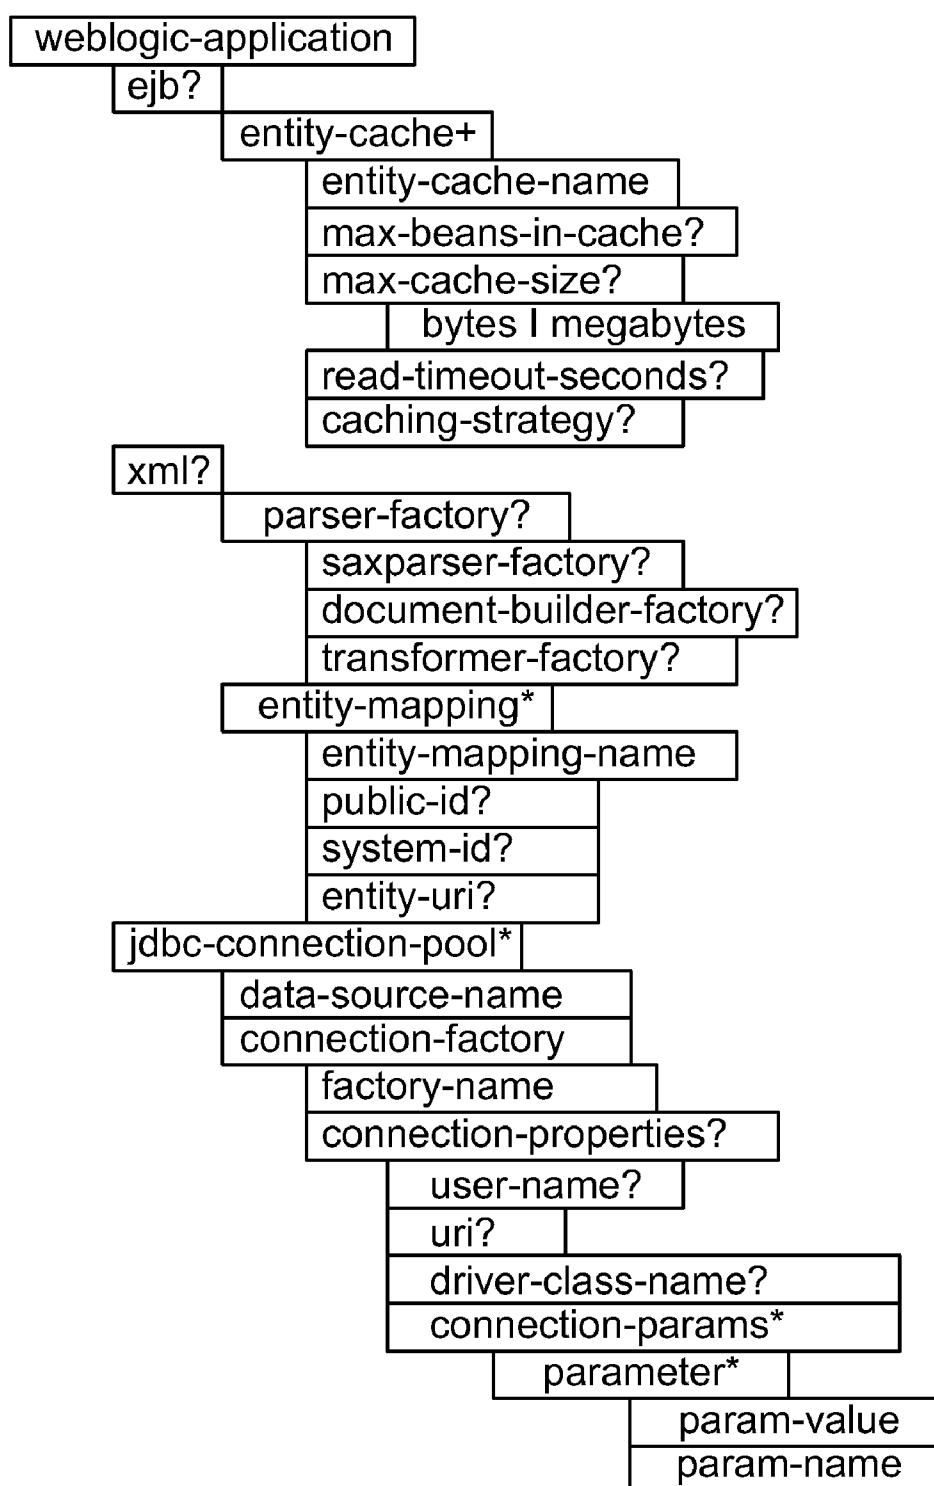 weblogic-application
ejb?
entity-cache+
entity-cache-name
max-beans-in-cache?
max-cache-size?
bytes I megabytes
read-timeout-seconds?
caching-strategy?
xml?
parser-factory?
saxparser-factory?
document-builder-factory?
transformer-factory?
entity-mapping*
entity-mapping-name
public-id?
system-id?
entity-uri?
jdbc-connection-pool*
data-source-name
connection-factory
factory-name
connection-properties?
user-name?
uri?
driver-class-name?
connection-params*
parameter*
param-value
param-name